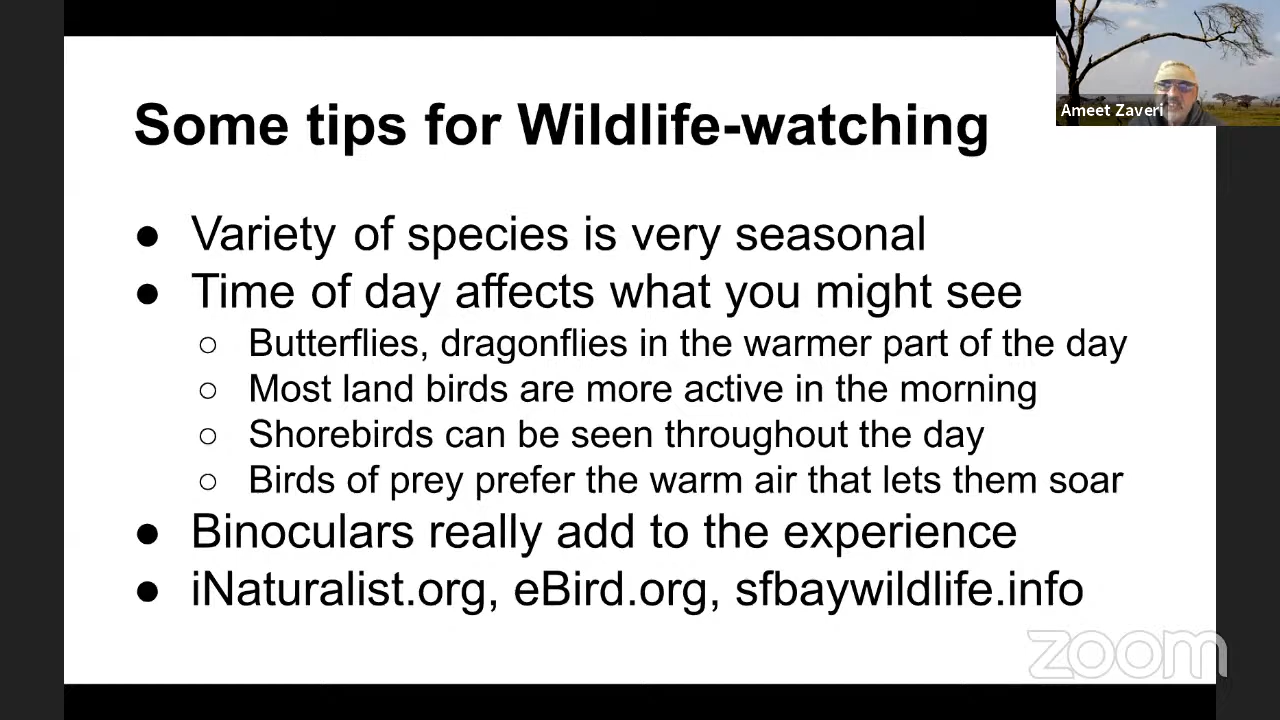 Some tips for Wildlife-watching
Ameet Zaveri
● Variety of species is very seasonal
● Time of day affects what you might see
○ Butterflies, dragonflies in the warmer part of the day
○ Most land birds are more active in the morning
○ Shorebirds can be seen throughout the day
○ Birds of prey prefer the warm air that lets them soar
● Binoculars really add to the experience
● iNaturalist.org, eBird.org, sfbaywildlife.info
zoom